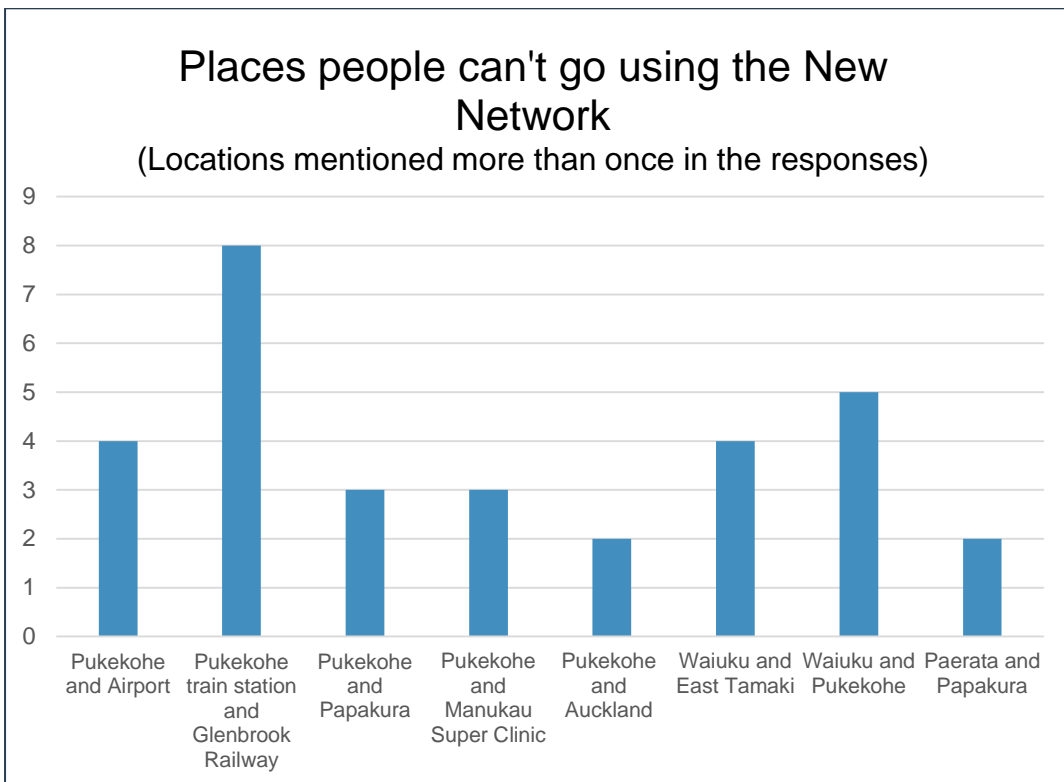 Places people can't go using the New
Network
(Locations mentioned more than once in the responses)
9
8
7
6
5
4
3
2
1
0
Pukekohe
and Airport
Pukekohe
train station
and
Glenbrook
Railway
Pukekohe
and
Papakura
Pukekohe
and
Manukau
Super Clinic
Pukekohe
and
Auckland
Waiuku and
East Tamaki
Waiuku and
Pukekohe
Paerata and
Papakura